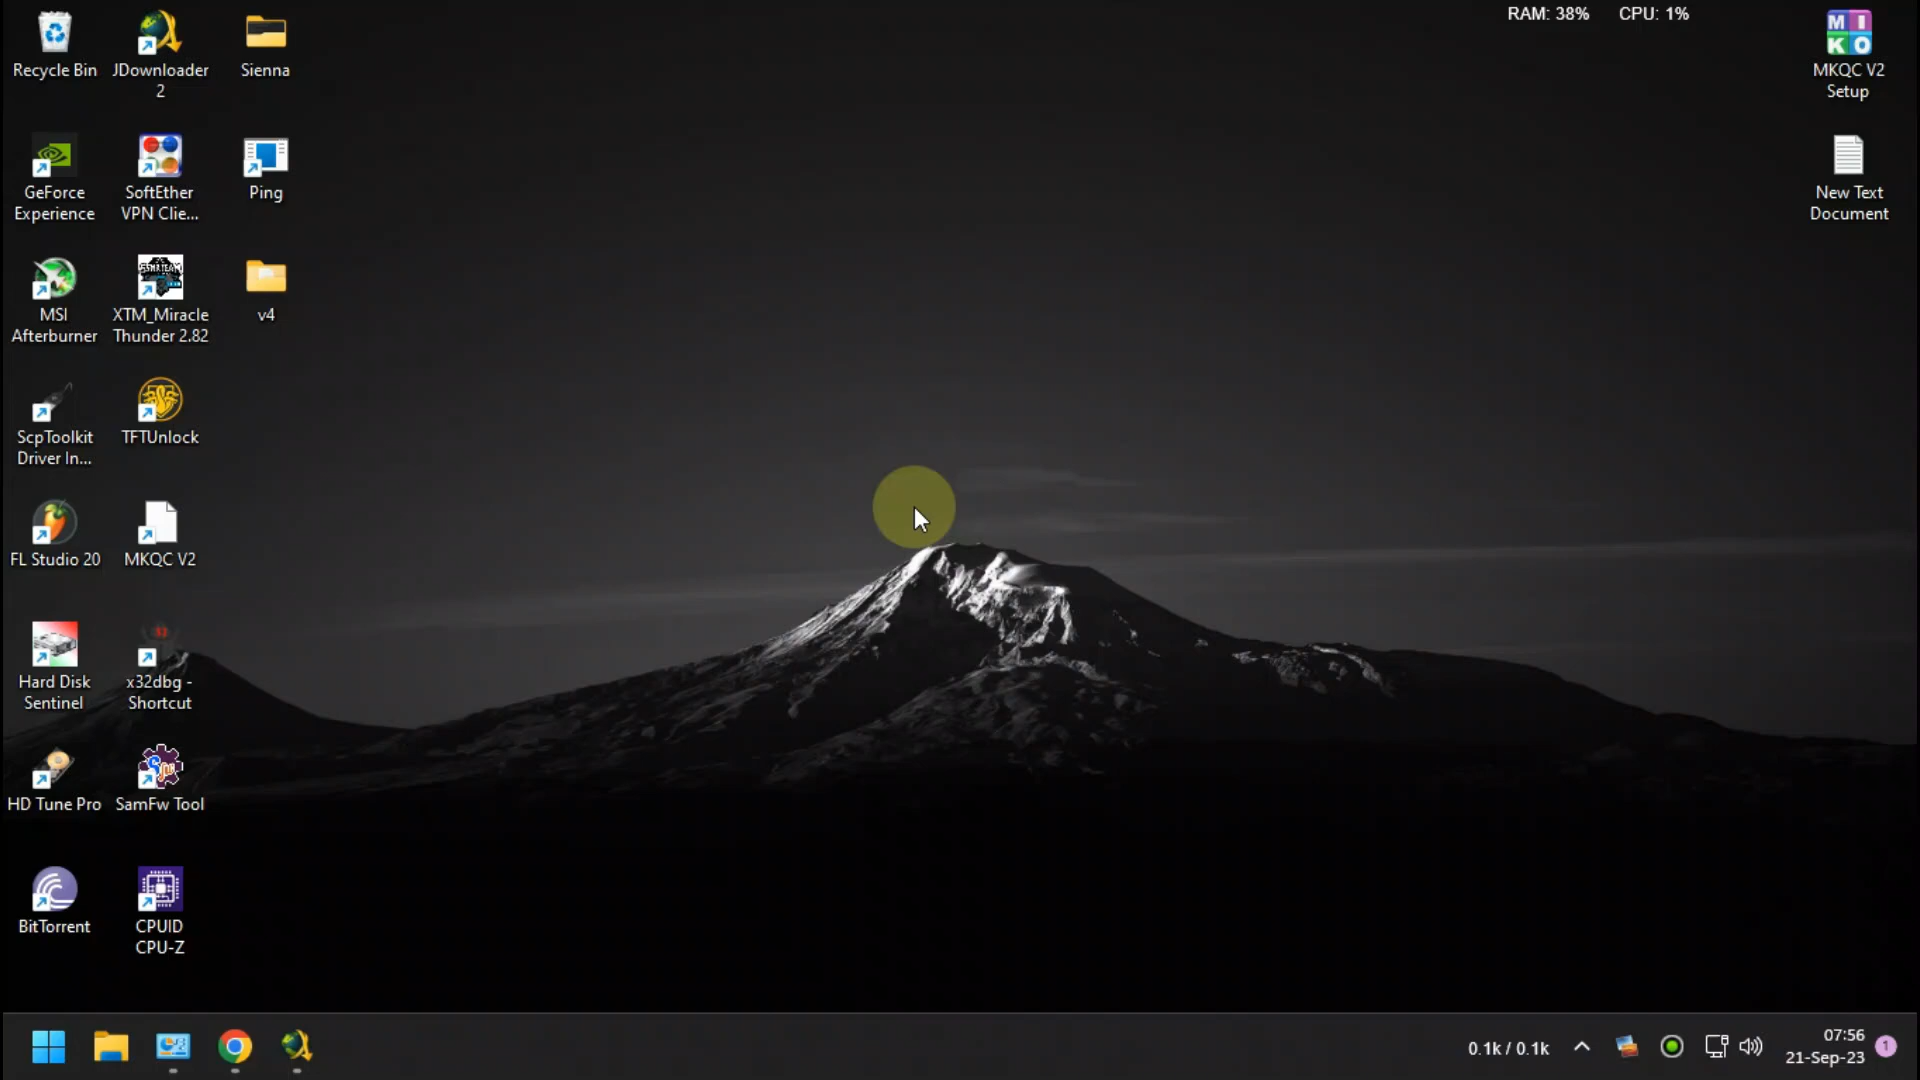 RAM: 38% CPU: 1%
Recycle Bin
JDownloader
2
Sienna
M I
K O
MKQC V2
Setup
GeForce
Experience
SoftEther
VPN Clie...
Ping
New Text
Document
MSI
Afterburner
XTM_Miracle
Thunder 2.82
v4
ScpToolkit
Driver In...
TFTUnlock
FL Studio 20
MKQC V2
Hard Disk
Sentinel
32
x32dbg -
Shortcut
HD Tune Pro
SamFw Tool
BitTorrent
CPUID
CPU-Z
0.1k / 0.1k
07:56
21-Sep-23
1